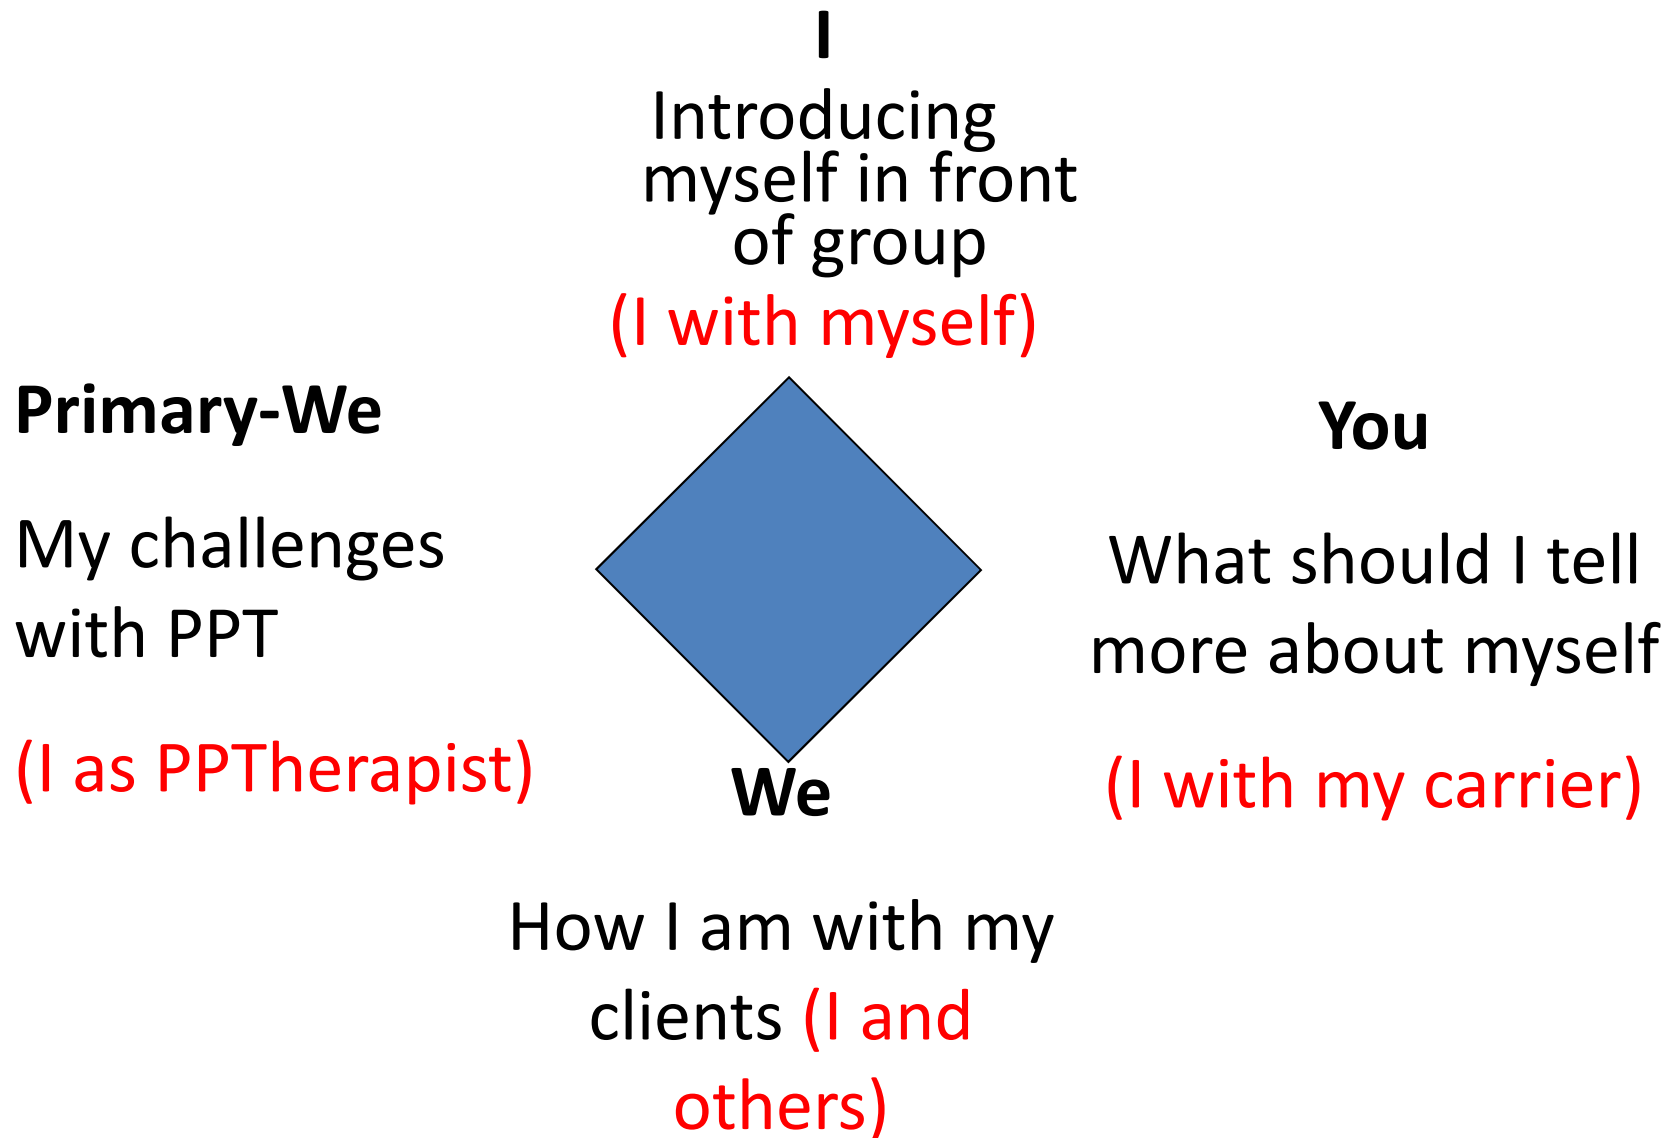 I
Introducing
myself in front
of group
(I with myself)
Primary-We
My challenges
with PPT
(I as PPTherapist)
You
What should I tell
more about myself
(I with my carrier)
We
How I am with my
clients (I and
others)